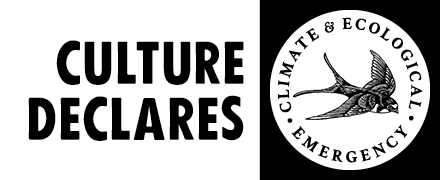 CULTURE
DECLARES
CLIMATE & ECOLOGICAL
• EMERGENCY •